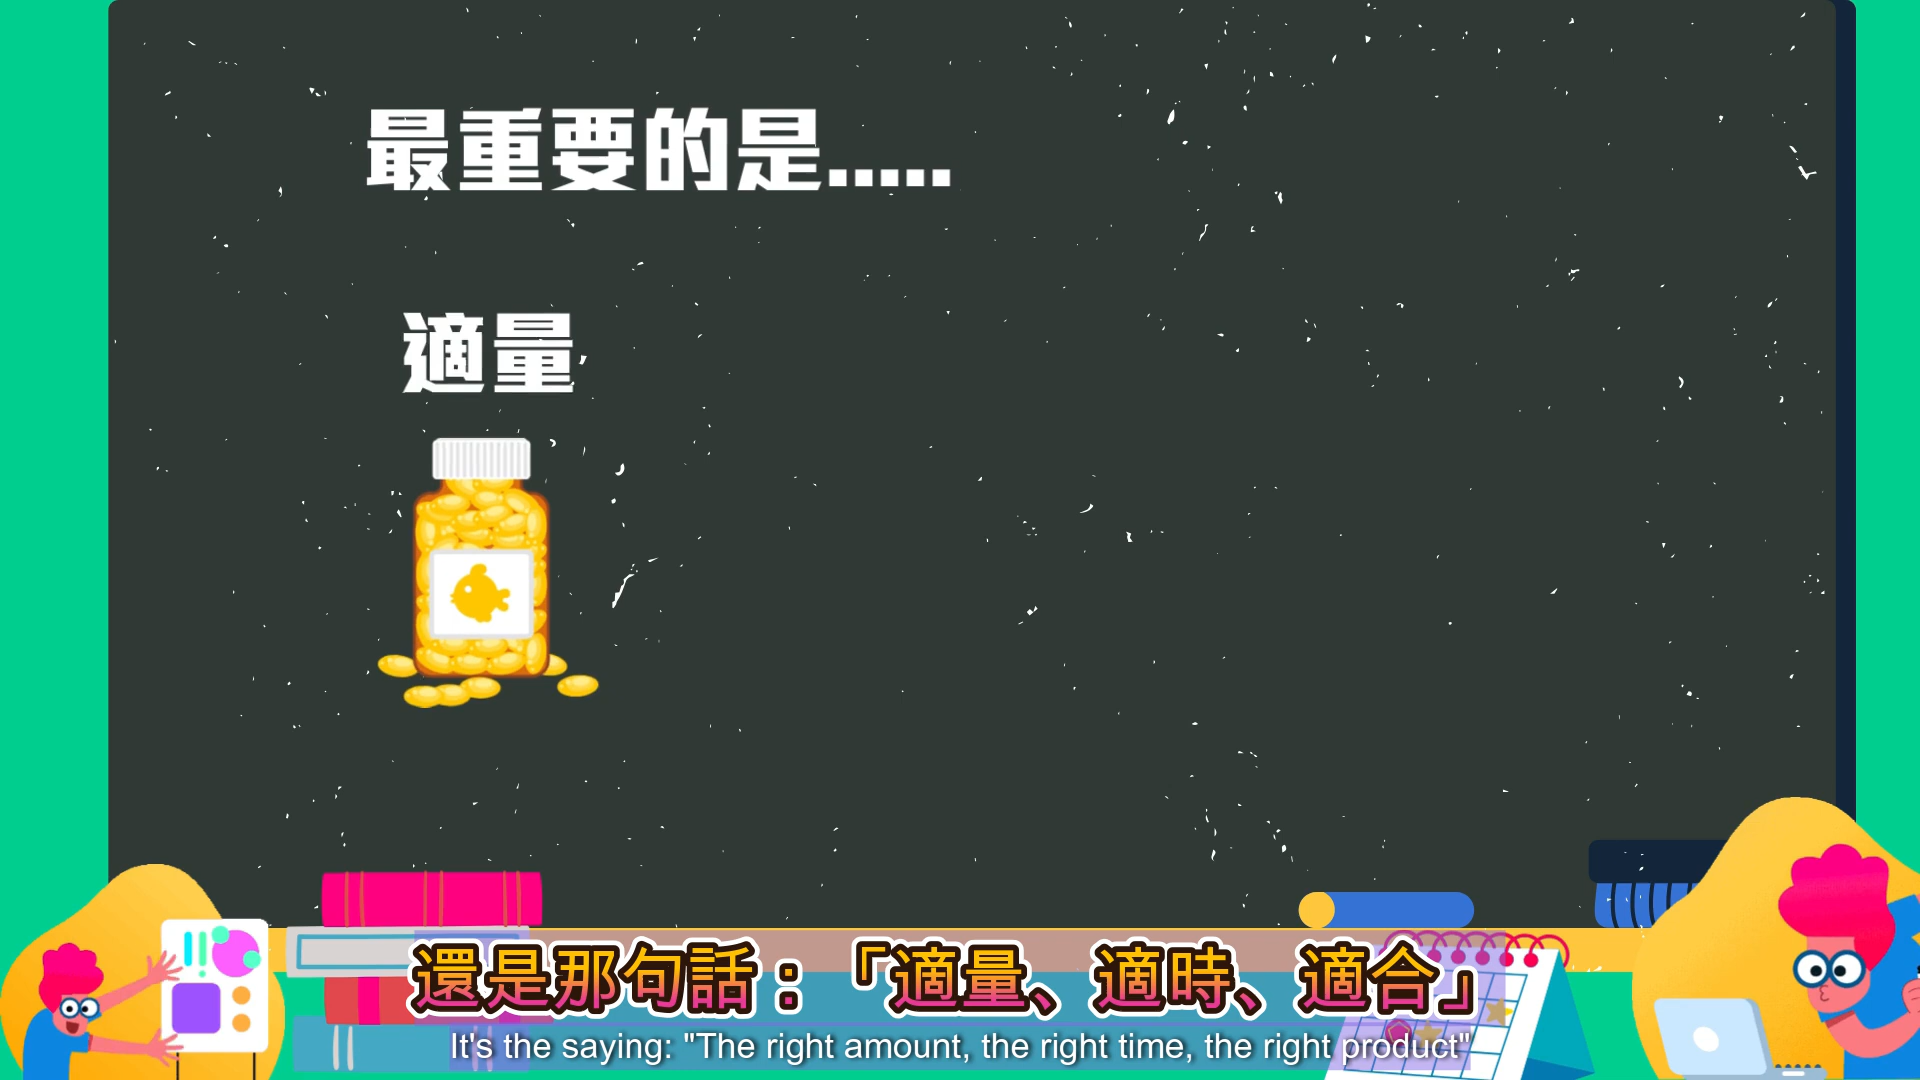 最重要的是.....
適量
還是那句話：「適量、適時、適合」
It's the saying: "The right amount, the right time, the right product"